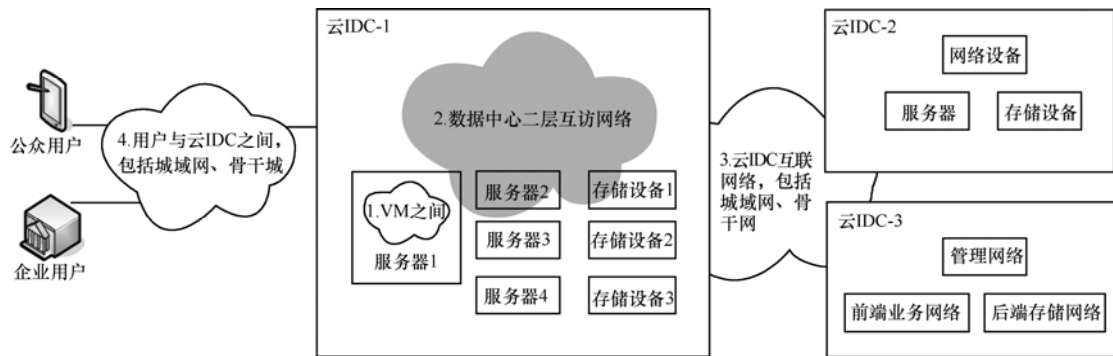 公众用户
企业用户
4.用户与云IDC之间,
包括城域网、骨干城
云IDC-1
2.数据中心二层互访网络
1.VM之间
服务器1
服务器2
存储设备1
服务器3
存储设备2
服务器4
存储设备3
3.云IDC互联
网络，包括
城域网、骨
干网
云IDC-2
网络设备
服务器
存储设备
云IDC-3
管理网络
前端业务网络
后端存储网络